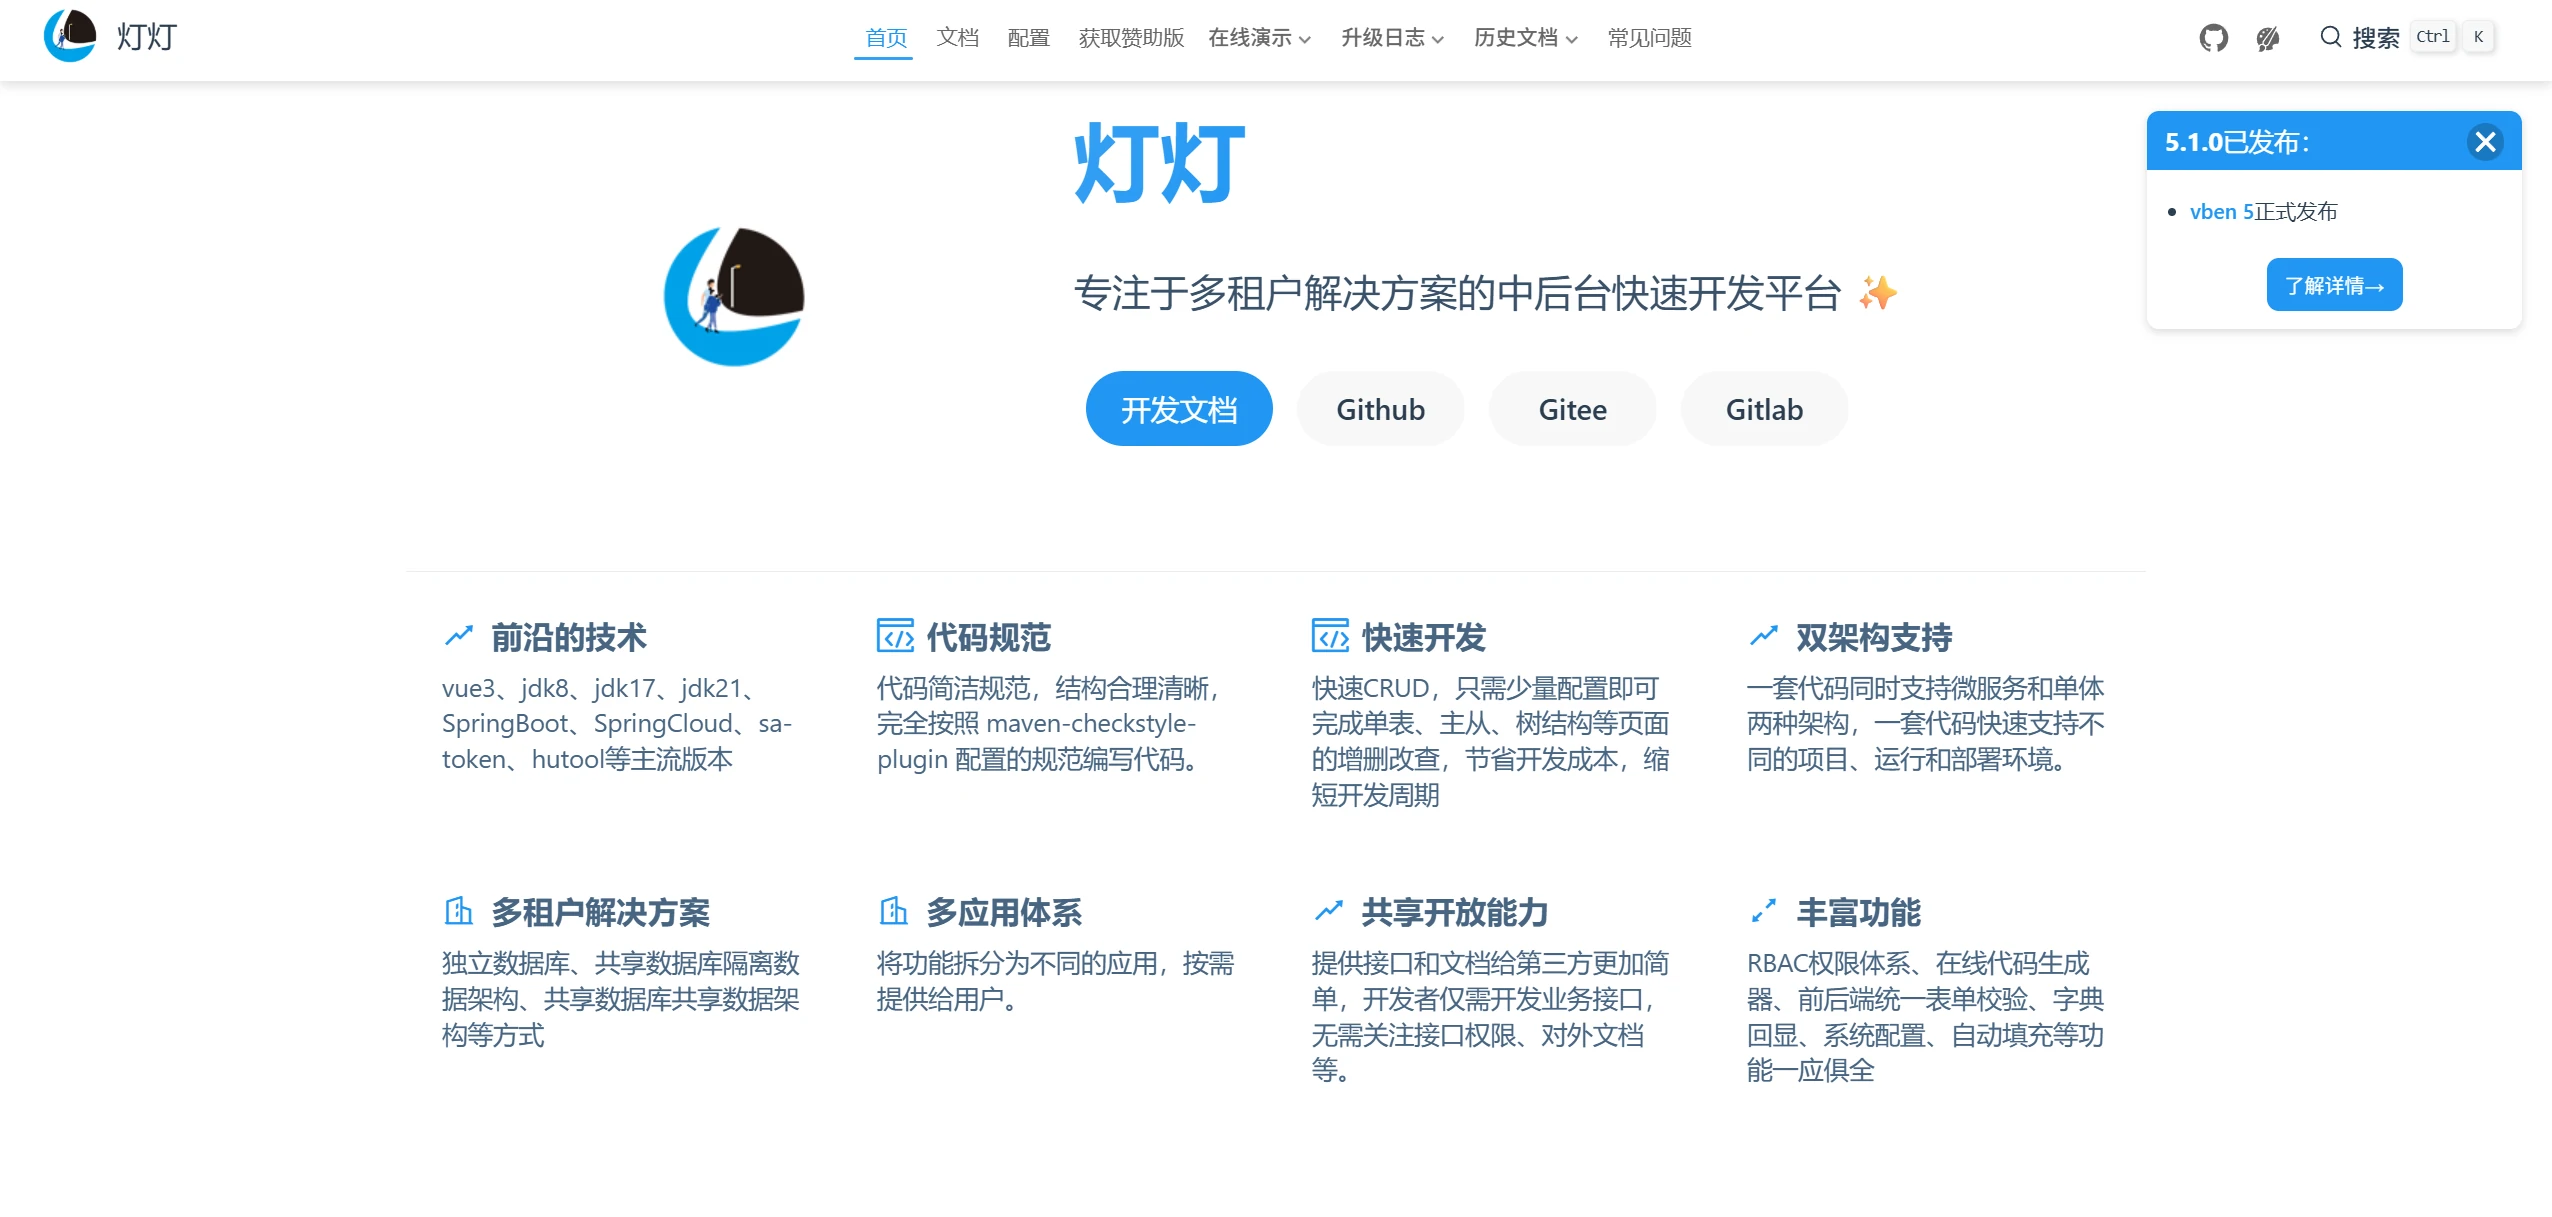 灯灯
首页 文档 配置 获取赞助版 在线演示 升级日志 历史文档 常见问题
搜索 Ctrl K
灯灯
专注于多租户解决方案的中后台快速开发平台 ✨
开发文档 Github Gitee Gitlab
5.1.0已发布：
vben 5正式发布
了解详情→
前沿的技术
vue3、jdk8、jdk17、jdk21、
SpringBoot、SpringCloud、sa-
token、hutool等主流版本
代码规范
代码简洁规范，结构合理清晰，
完全按照 maven-checkstyle-
plugin 配置的规范编写代码。
快速开发
快速CRUD，只需少量配置即可
完成单表、主从、树结构等页面
的增删改查，节省开发成本，缩
短开发周期
双架构支持
一套代码同时支持微服务和单体
两种架构，一套代码快速支持不
同的项目、运行和部署环境。
多租户解决方案
独立数据库、共享数据库隔离数
据架构、共享数据库共享数据架
构等方式
多应用体系
将功能拆分为不同的应用，按需
提供给用户。
共享开放能力
提供接口和文档给第三方更加简
单，开发者仅需开发业务接口，
无需关注接口权限、对外文档
等。
丰富功能
RBAC权限体系、在线代码生成
器、前后端统一表单校验、字典
回显、系统配置、自动填充等功
能一应俱全